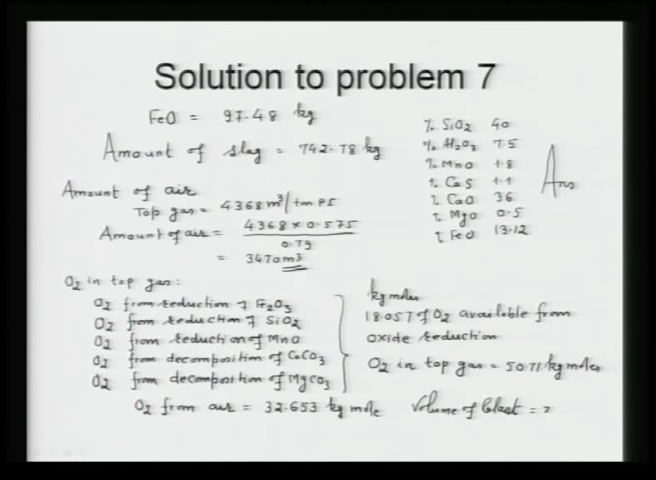 Solution to problem 7
FeO = 97.48 kg
Amount of slag = 742.78 kg
% SiO2 40
% Al2O3 7.5
% MnO 1.8
% CaS 1.1
% CaO 36
% MgO 0.5
% FeO 13.12
Ans
Amount of air
Top gas = 4368 m³/ton PI
Amount of air = 4368 × 0.575
0.79
= 3470 m³
O2 in top gas:
O2 from reduction of Fe2O3
O2 from reduction of SiO2
O2 from reduction of MnO
O2 from decomposition of CaCO3
O2 from decomposition of MgCO3
kg moles
18.057 of O2 available from
oxide reduction
O2 in top gas = 50.71 kg moles
O2 from air = 32.653 kg mole
Volume of blast = ?